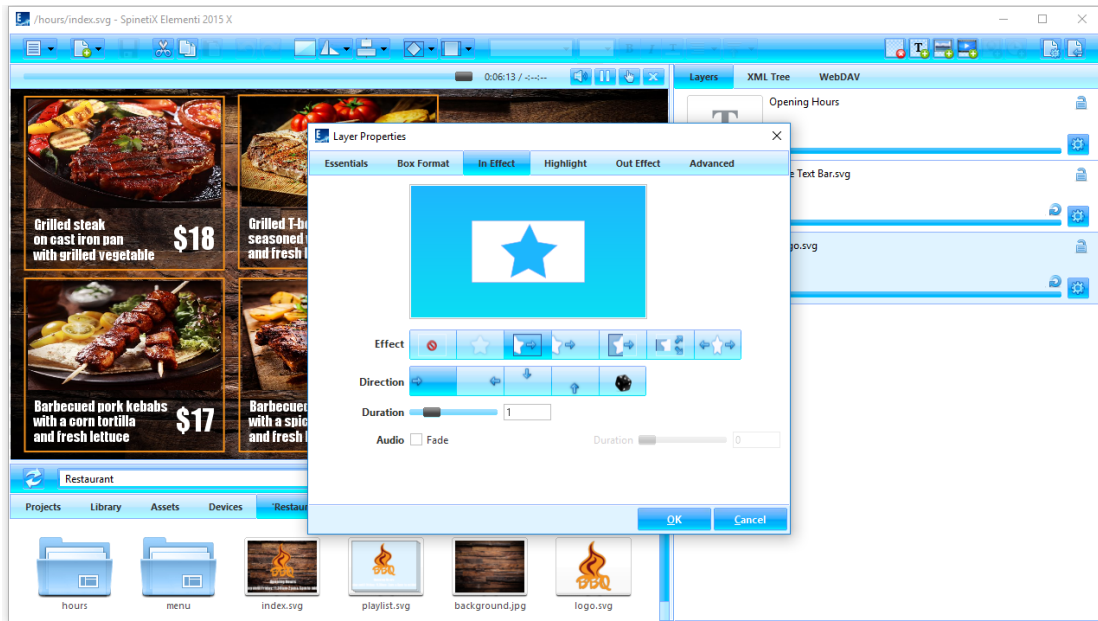 /hours/index.svg - SpinetiX Elementi 2015 X
0:06:13 / -:--:--
Layers
XML Tree
WebDAV
Opening Hours
e Text Bar.svg
go.svg
Layer Properties
Essentials
Box Format
In Effect
Highlight
Out Effect
Advanced
Effect
Direction
Duration
1
Audio
Fade
Duration
0
OK
Cancel
Grilled steak
on cast iron pan
with grilled vegetable
$18
Grilled T-b
seasoned
and fresh
Barbecued pork kebabs
with a corn tortilla
and fresh lettuce
$17
Barbecued
with a spic
and fresh
Restaurant
Projects
Library
Assets
Devices
'Restaur
hours
menu
index.svg
playlist.svg
background.jpg
logo.svg